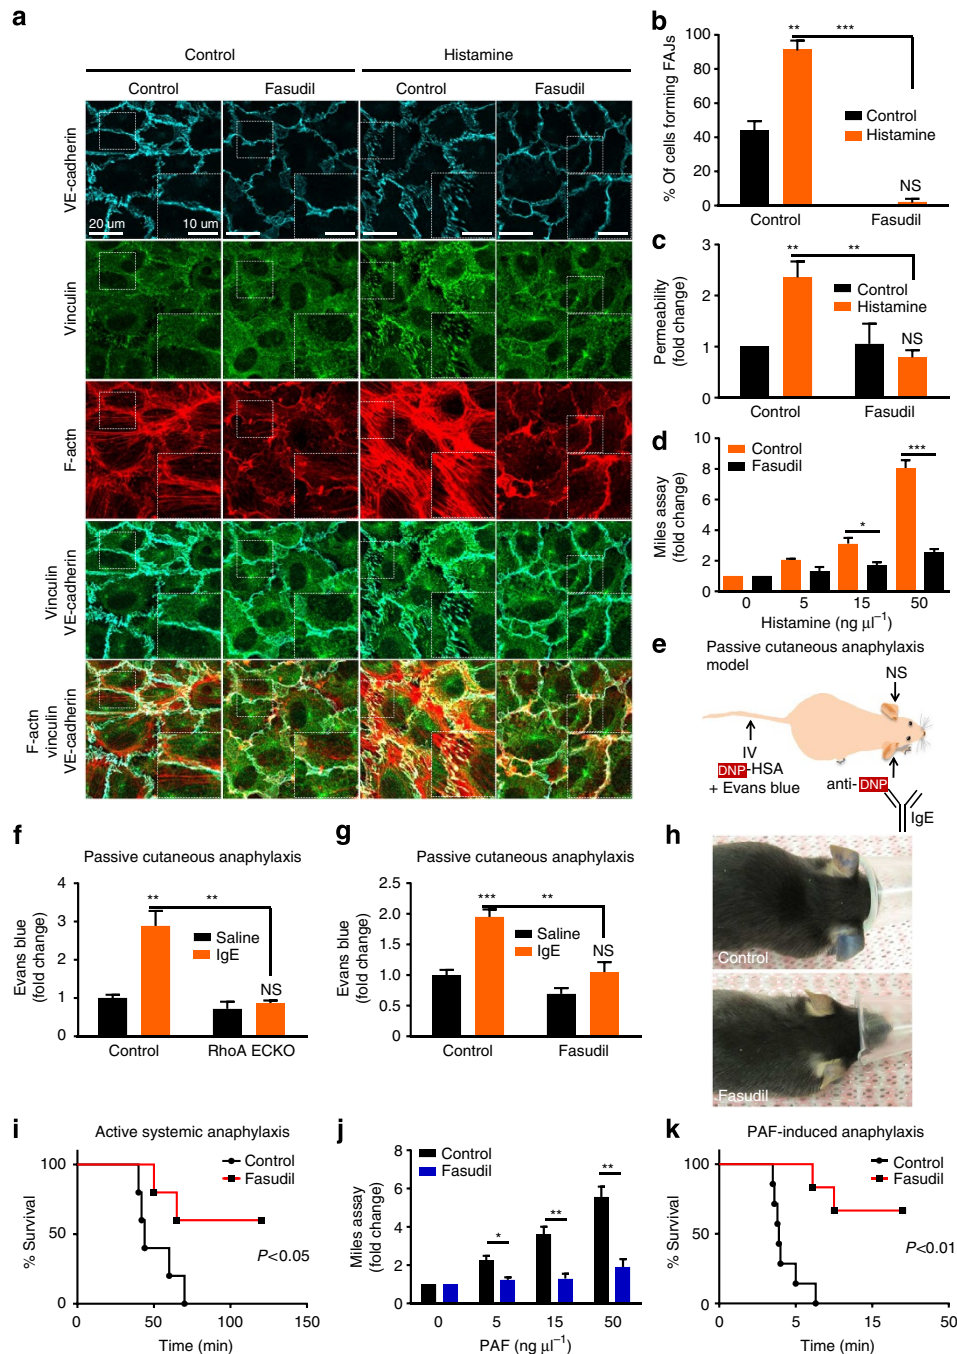 a
Control
Histamine
Control
Fasudil
Control
Fasudil
VE-cadherin
20 um
10 um
Vinculin
F-actn
Vinculin
VE-cadherin
F-actn
vinculin
VE-cadherin
b
% Of cells forming FAJs
100
80
60
40
20
0
**
***
Control
Histamine
NS
Control
Fasudil
c
Permeability
(fold change)
3
2
1
0
**
**
Control
Histamine
NS
Control
Fasudil
d
Miles assay
(fold change)
10
8
6
4
2
0
Control
Fasudil
*
***
0
5
15
50
Histamine (ng µl⁻¹)
e
Passive cutaneous anaphylaxis
model
NS
IV
DNP-HSA
+ Evans blue
anti-DNP
IgE
f
Passive cutaneous anaphylaxis
Evans blue
(fold change)
4
3
2
1
0
**
**
Saline
IgE
NS
Control
RhoA ECKO
g
Passive cutaneous anaphylaxis
Evans blue
(fold change)
2.5
2.0
1.5
1.0
0.5
0
***
**
Saline
IgE
NS
Control
Fasudil
h
Control
Fasudil
i
Active systemic anaphylaxis
% Survival
100
50
0
Control
Fasudil
P<0.05
0
50
100
150
Time (min)
j
Miles assay
(fold change)
8
6
4
2
0
Control
Fasudil
*
**
**
0
5
15
50
PAF (ng µl⁻¹)
k
PAF-induced anaphylaxis
% Survival
100
50
0
Control
Fasudil
P<0.01
0
5
15
50
Time (min)